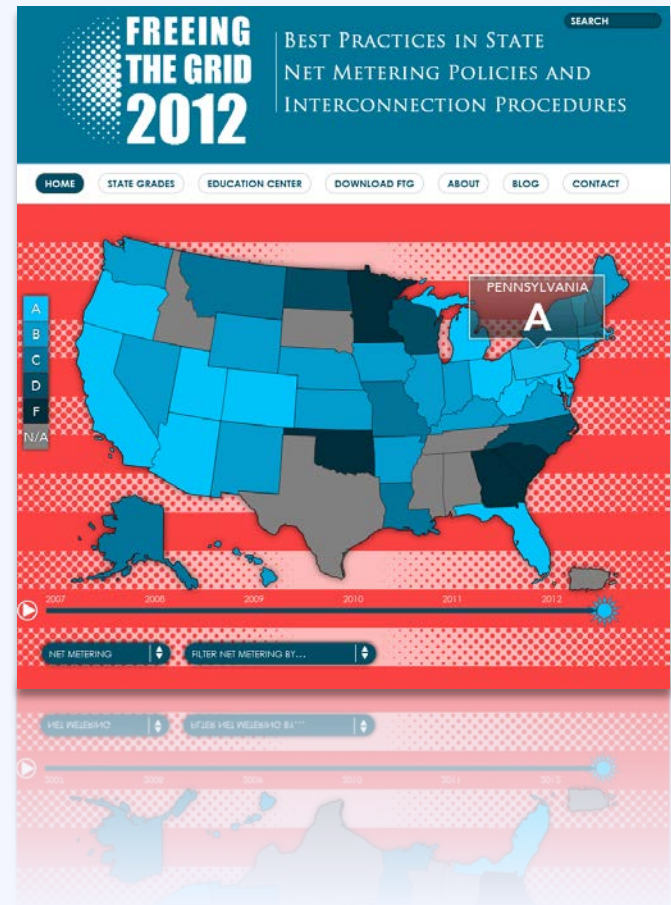 SEARCH
FREEING
THE GRID
2012
BEST PRACTICES IN STATE
NET METERING POLICIES AND
INTERCONNECTION PROCEDURES
HOME STATE GRADES EDUCATION CENTER DOWNLOAD FTG ABOUT BLOG CONTACT
PENNSYLVANIA
A
A
B
C
D
F
N/A
2007 2008 2009 2010 2011 2012
NET METERING FILTER NET METERING BY...